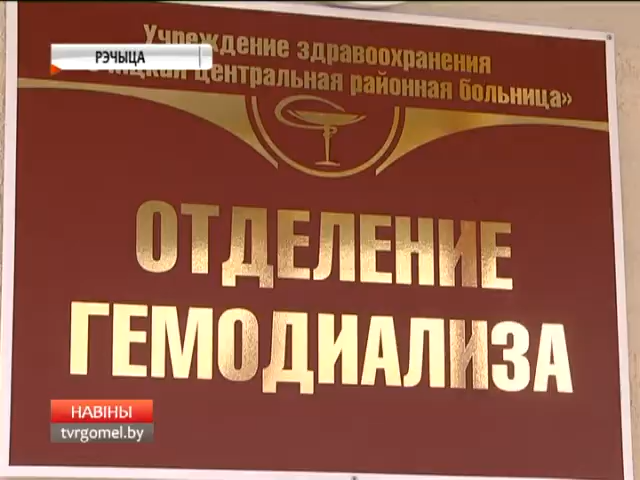 РЭЧЫЦА
Учреждение здравоохранения
центральная районная больница»
ОТДЕЛЕНИЕ
ГЕМОДИАЛИЗА
НАВІНЫ
tvrgomel.by